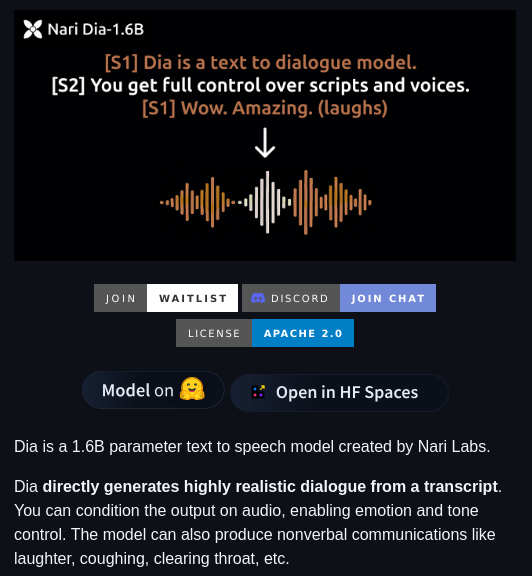 Nari Dia-1.6B
[S1] Dia is a text to dialogue model.
[S2] You get full control over scripts and voices.
[S1] Wow. Amazing. (laughs)
JOIN WAITLIST DISCORD JOIN CHAT
LICENSE APACHE 2.0
Model on 🤗 Open in HF Spaces
Dia is a 1.6B parameter text to speech model created by Nari Labs.
Dia directly generates highly realistic dialogue from a transcript.
You can condition the output on audio, enabling emotion and tone
control. The model can also produce nonverbal communications like
laughter, coughing, clearing throat, etc.